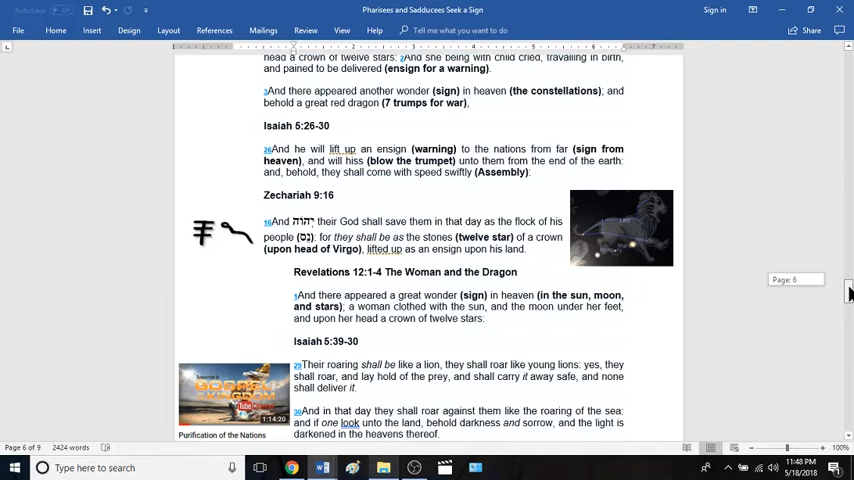 AutoSave
Pharisees and Sadducees Seek a Sign
Sign in
File Home Insert Draw Design Layout References Mailings Review View Help Tell me what you want to do
Share
head a crown of twelve stars: 2And she being with child cried, travailing in birth,
and pained to be delivered (ensign for a warning).
3And there appeared another wonder (sign) in heaven (the constellations); and
behold a great red dragon (7 trumps for war),
Isaiah 5:26-30
26And he will lift up an ensign (warning) to the nations from far (sign from
heaven), and will hiss (blow the trumpet) unto them from the end of the earth:
and, behold, they shall come with speed swiftly (Assembly):
Zechariah 9:16
16And יְהוֹה their God shall save them in that day as the flock of his
people (נֵס): for they shall be as the stones (twelve star) of a crown
(upon head of Virgo), lifted up as an ensign upon his land.
Leo
Mars
Mercury
Revelations 12:1-4 The Woman and the Dragon
1And there appeared a great wonder (sign) in heaven (in the sun, moon,
and stars); a woman clothed with the sun, and the moon under her feet,
and upon her head a crown of twelve stars:
Isaiah 5:39-30
29Their roaring shall be like a lion, they shall roar like young lions: yes, they
shall roar, and lay hold of the prey, and shall carry it away safe, and none
shall deliver it.
30And in that day they shall roar against them like the roaring of the sea:
and if one look unto the land, behold darkness and sorrow, and the light is
darkened in the heavens thereof.
GOSPEL
KINGDOM
YouTube
1:14:20
Purification of the Nations
Page: 6
Page 6 of 9 2424 words
100%
Type here to search
11:48 PM
5/18/2018